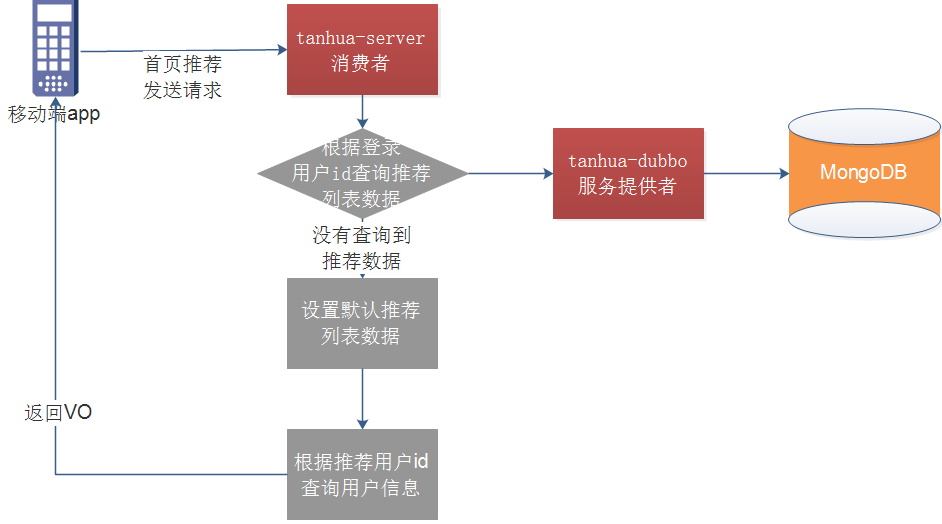 移动端app
首页推荐
发送请求
tanhua-server
消费者
根据登录
用户id查询推荐
列表数据
tanhua-dubbo
服务提供者
MongoDB
没有查询到
推荐数据
设置默认推荐
列表数据
返回VO
根据推荐用户id
查询用户信息